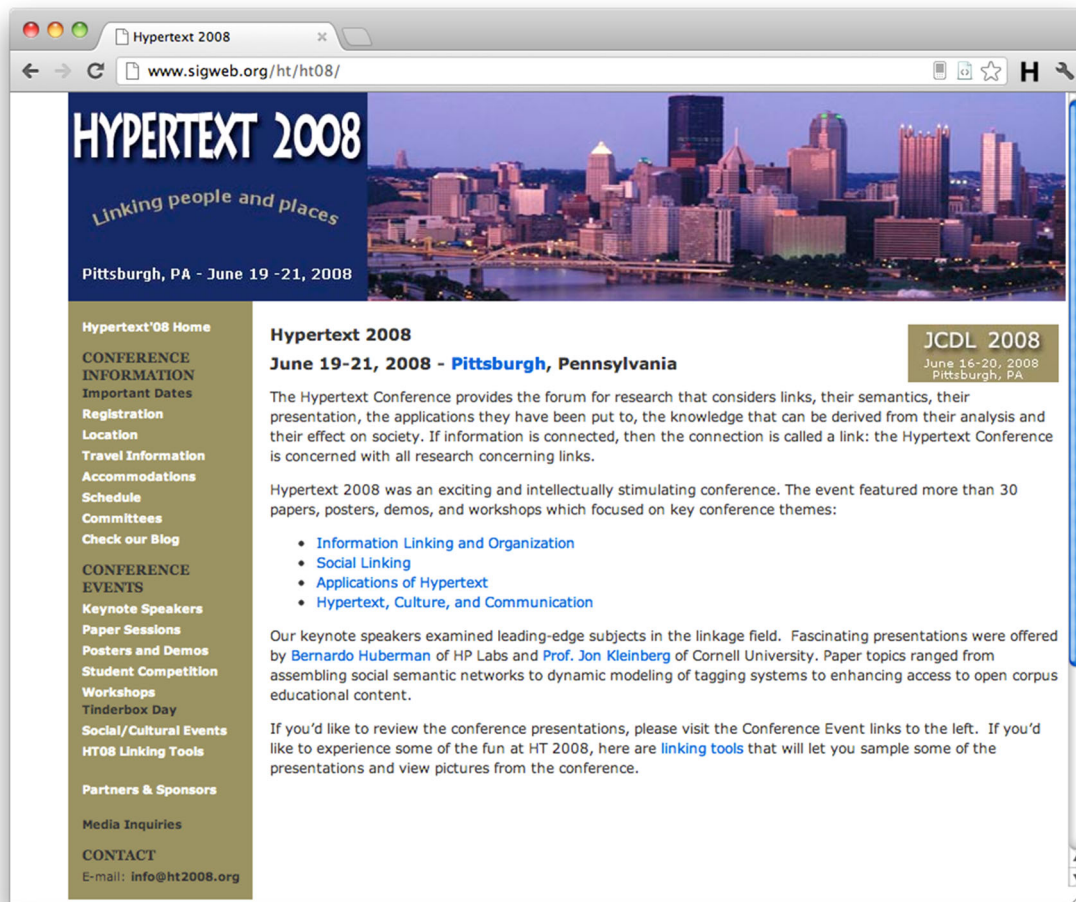 Hypertext 2008
www.sigweb.org/ht/ht08/
H
HYPERTEXT 2008
Linking people and places
Pittsburgh, PA - June 19 -21, 2008
Hypertext'08 Home
CONFERENCE
INFORMATION
Important Dates
Registration
Location
Travel Information
Accommodations
Schedule
Committees
Check our Blog
CONFERENCE
EVENTS
Keynote Speakers
Paper Sessions
Posters and Demos
Student Competition
Workshops
Tinderbox Day
Social/Cultural Events
HT08 Linking Tools
Partners & Sponsors
Media Inquiries
CONTACT
E-mail: info@ht2008.org
Hypertext 2008
June 19-21, 2008 - Pittsburgh, Pennsylvania
JCDL 2008
June 16-20, 2008
Pittsburgh, PA
The Hypertext Conference provides the forum for research that considers links, their semantics, their
presentation, the applications they have been put to, the knowledge that can be derived from their analysis and
their effect on society. If information is connected, then the connection is called a link: the Hypertext Conference
is concerned with all research concerning links.
Hypertext 2008 was an exciting and intellectually stimulating conference. The event featured more than 30
papers, posters, demos, and workshops which focused on key conference themes:
• Information Linking and Organization
• Social Linking
• Applications of Hypertext
• Hypertext, Culture, and Communication
Our keynote speakers examined leading-edge subjects in the linkage field. Fascinating presentations were offered
by Bernardo Huberman of HP Labs and Prof. Jon Kleinberg of Cornell University. Paper topics ranged from
assembling social semantic networks to dynamic modeling of tagging systems to enhancing access to open corpus
educational content.
If you'd like to review the conference presentations, please visit the Conference Event links to the left. If you'd
like to experience some of the fun at HT 2008, here are linking tools that will let you sample some of the
presentations and view pictures from the conference.